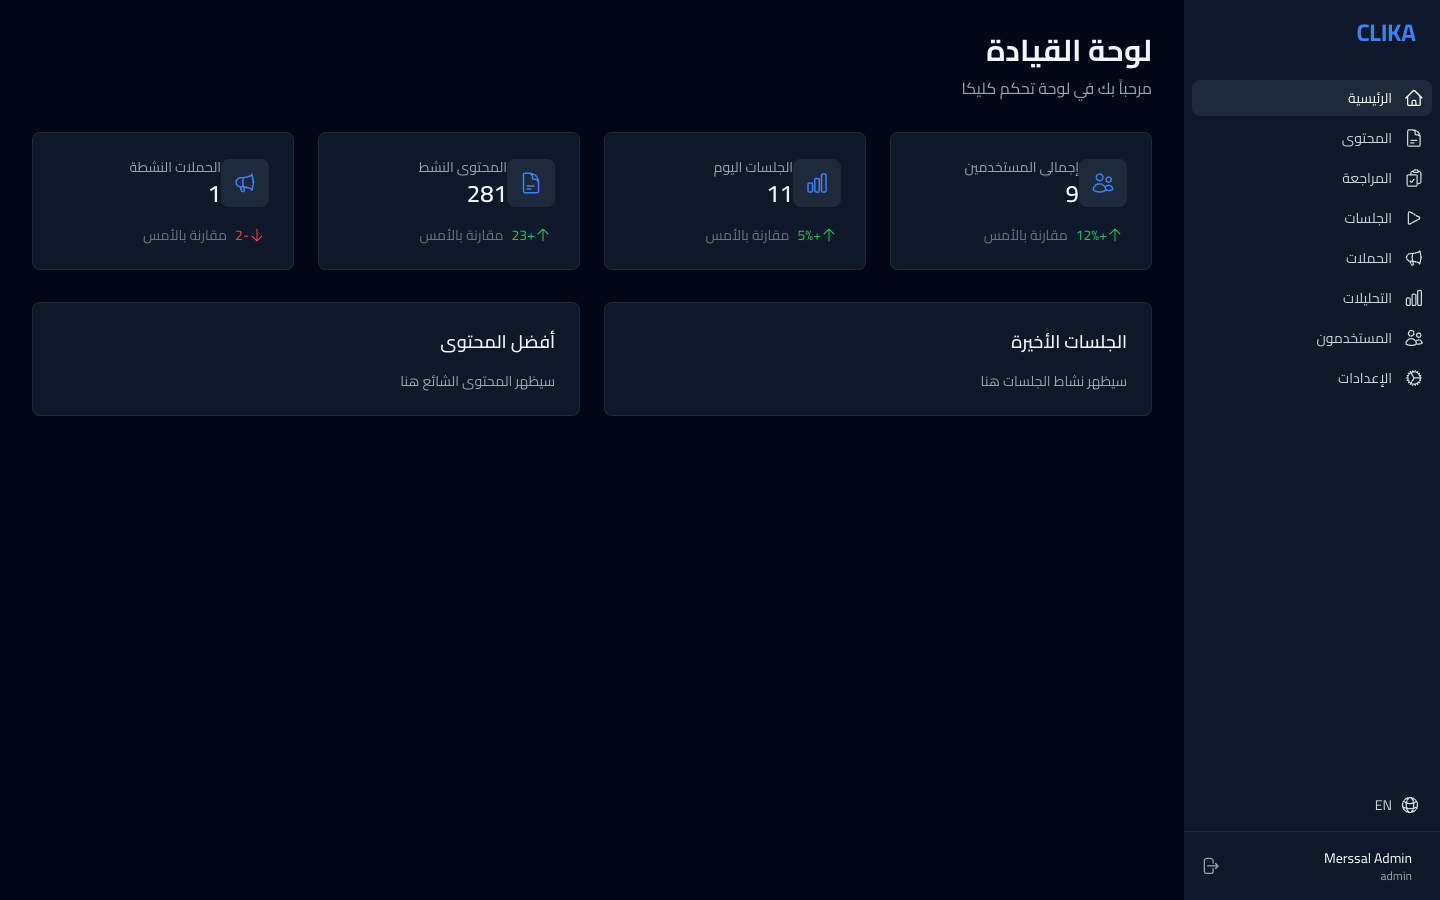 CLIKA
الرئيسية
المحتوى
المراجعة
الجلسات
الحملات
التحليلات
المستخدمون
الإعدادات
EN
Merssal Admin
admin
لوحة القيادة
مرحباً بك في لوحة تحكم كليكا
إجمالي المستخدمين
9
+12% مقارنة بالأمس
الجلسات اليوم
11
+5% مقارنة بالأمس
المحتوى النشط
281
+23 مقارنة بالأمس
الحملات النشطة
1
-2 مقارنة بالأمس
الجلسات الأخيرة
سيظهر نشاط الجلسات هنا
أفضل المحتوى
سيظهر المحتوى الشائع هنا